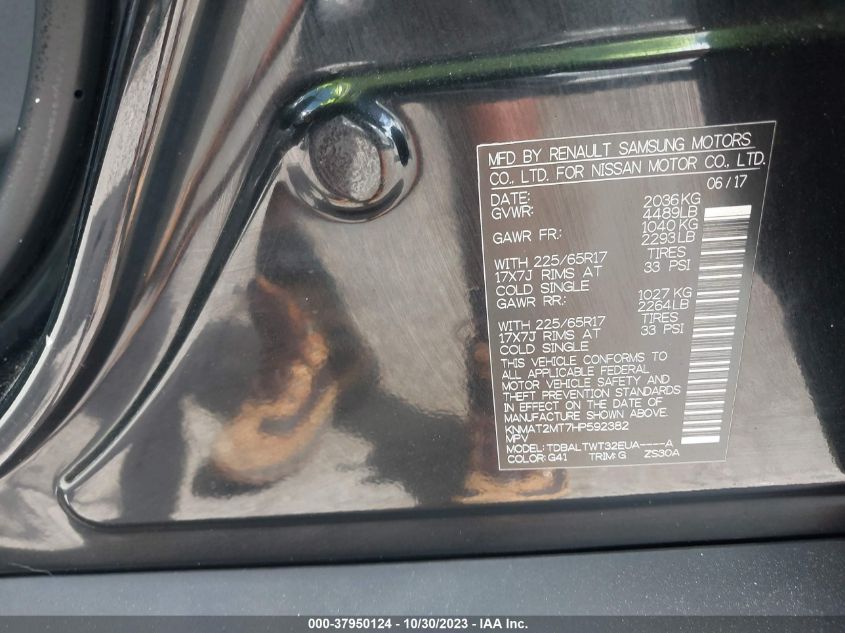 MFD BY RENAULT SAMSUNG MOTORS
CO., LTD. FOR NISSAN MOTOR CO., LTD.
DATE: 06/17
GVWR: 2036KG
4489LB
GAWR FR: 1040 KG
2293LB
WITH 225/65R17 TIRES
17X7J RIMS AT 33 PSI
COLD SINGLE
GAWR RR: 1027 KG
2264LB
WITH 225/65R17 TIRES
17X7J RIMS AT 33 PSI
COLD SINGLE
THIS VEHICLE CONFORMS TO
ALL APPLICABLE FEDERAL
MOTOR VEHICLE SAFETY AND
THEFT PREVENTION STANDARDS
IN EFFECT ON THE DATE OF
MANUFACTURE SHOWN ABOVE.
KNMAT2MT7HP592382
MPV
MODEL: TDBALTWT32EUA----A
COLOR: G41 TRIM: G ZS30A
000-37950124 - 10/30/2023 - IAA Inc.